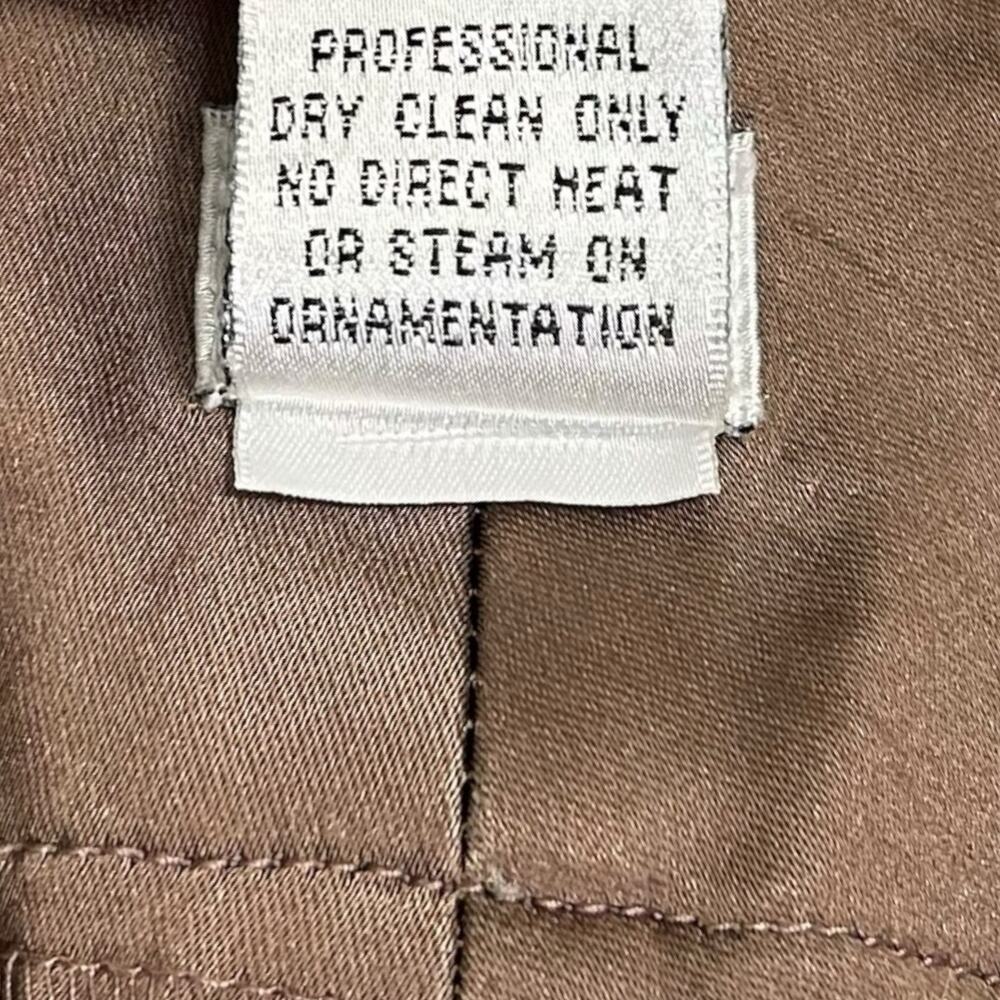 PROFESSIONAL
DRY CLEAN ONLY
NO DIRECT HEAT
OR STEAM ON
ORNAMENTATION